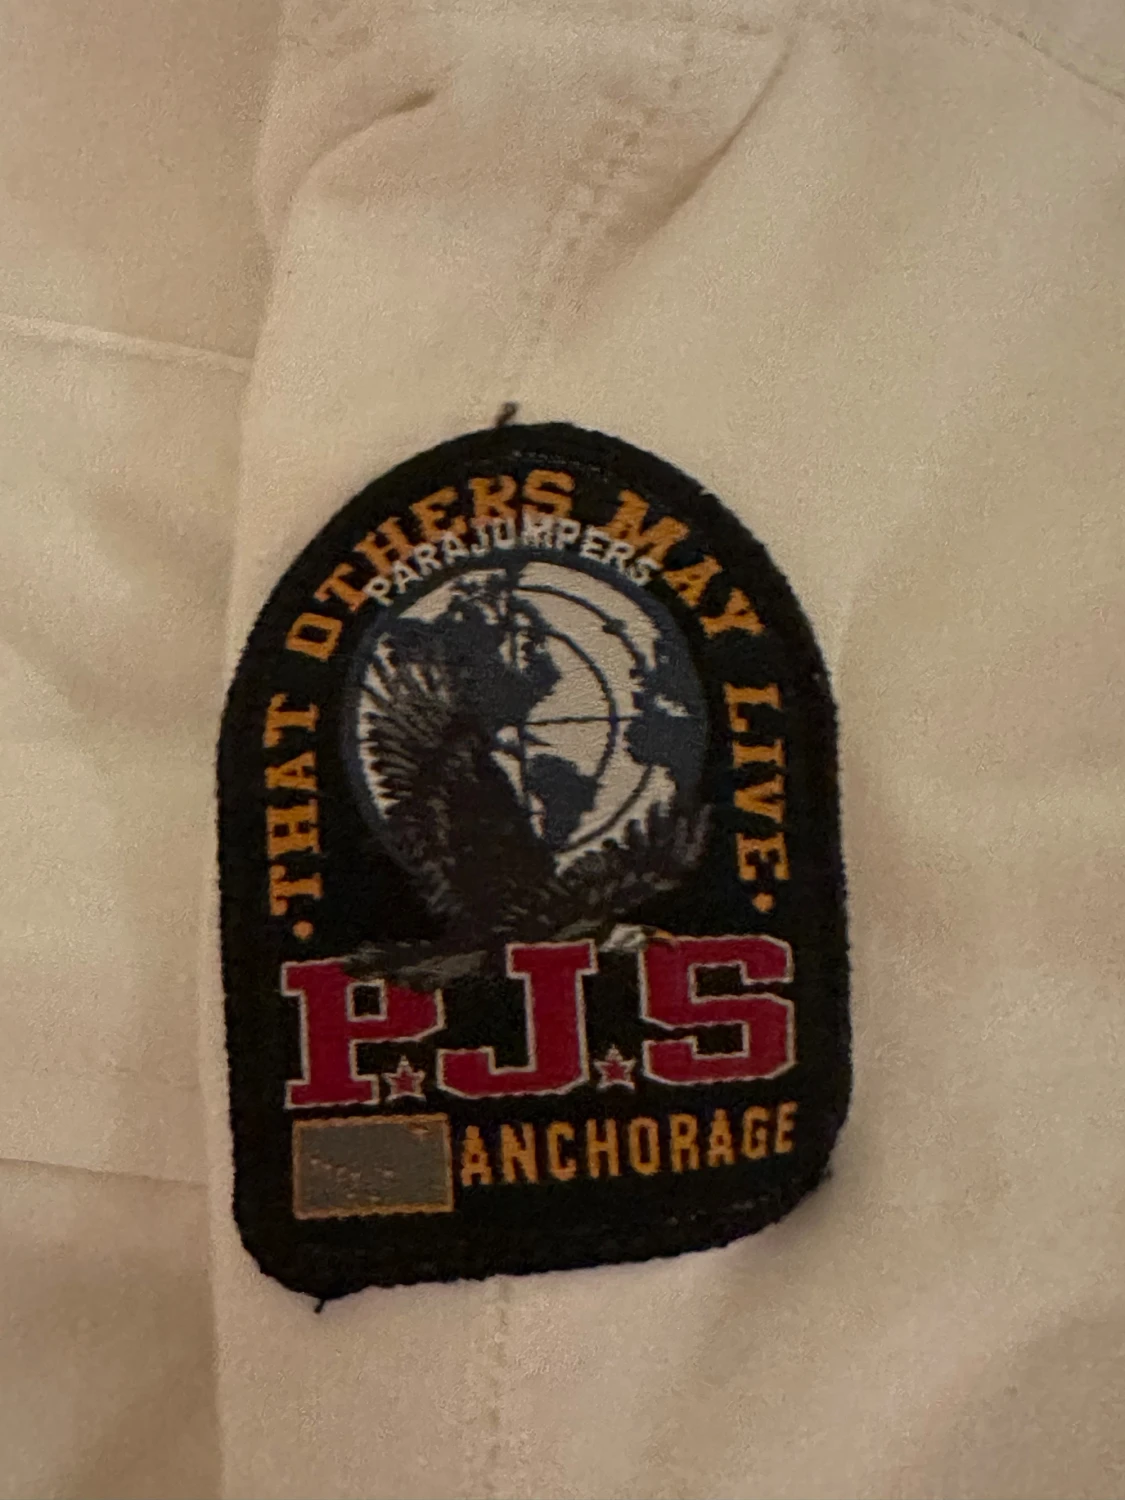 ·THAT OTHERS MAY LIVE·
PARAJUMPERS
P.J.S
ANCHORAGE